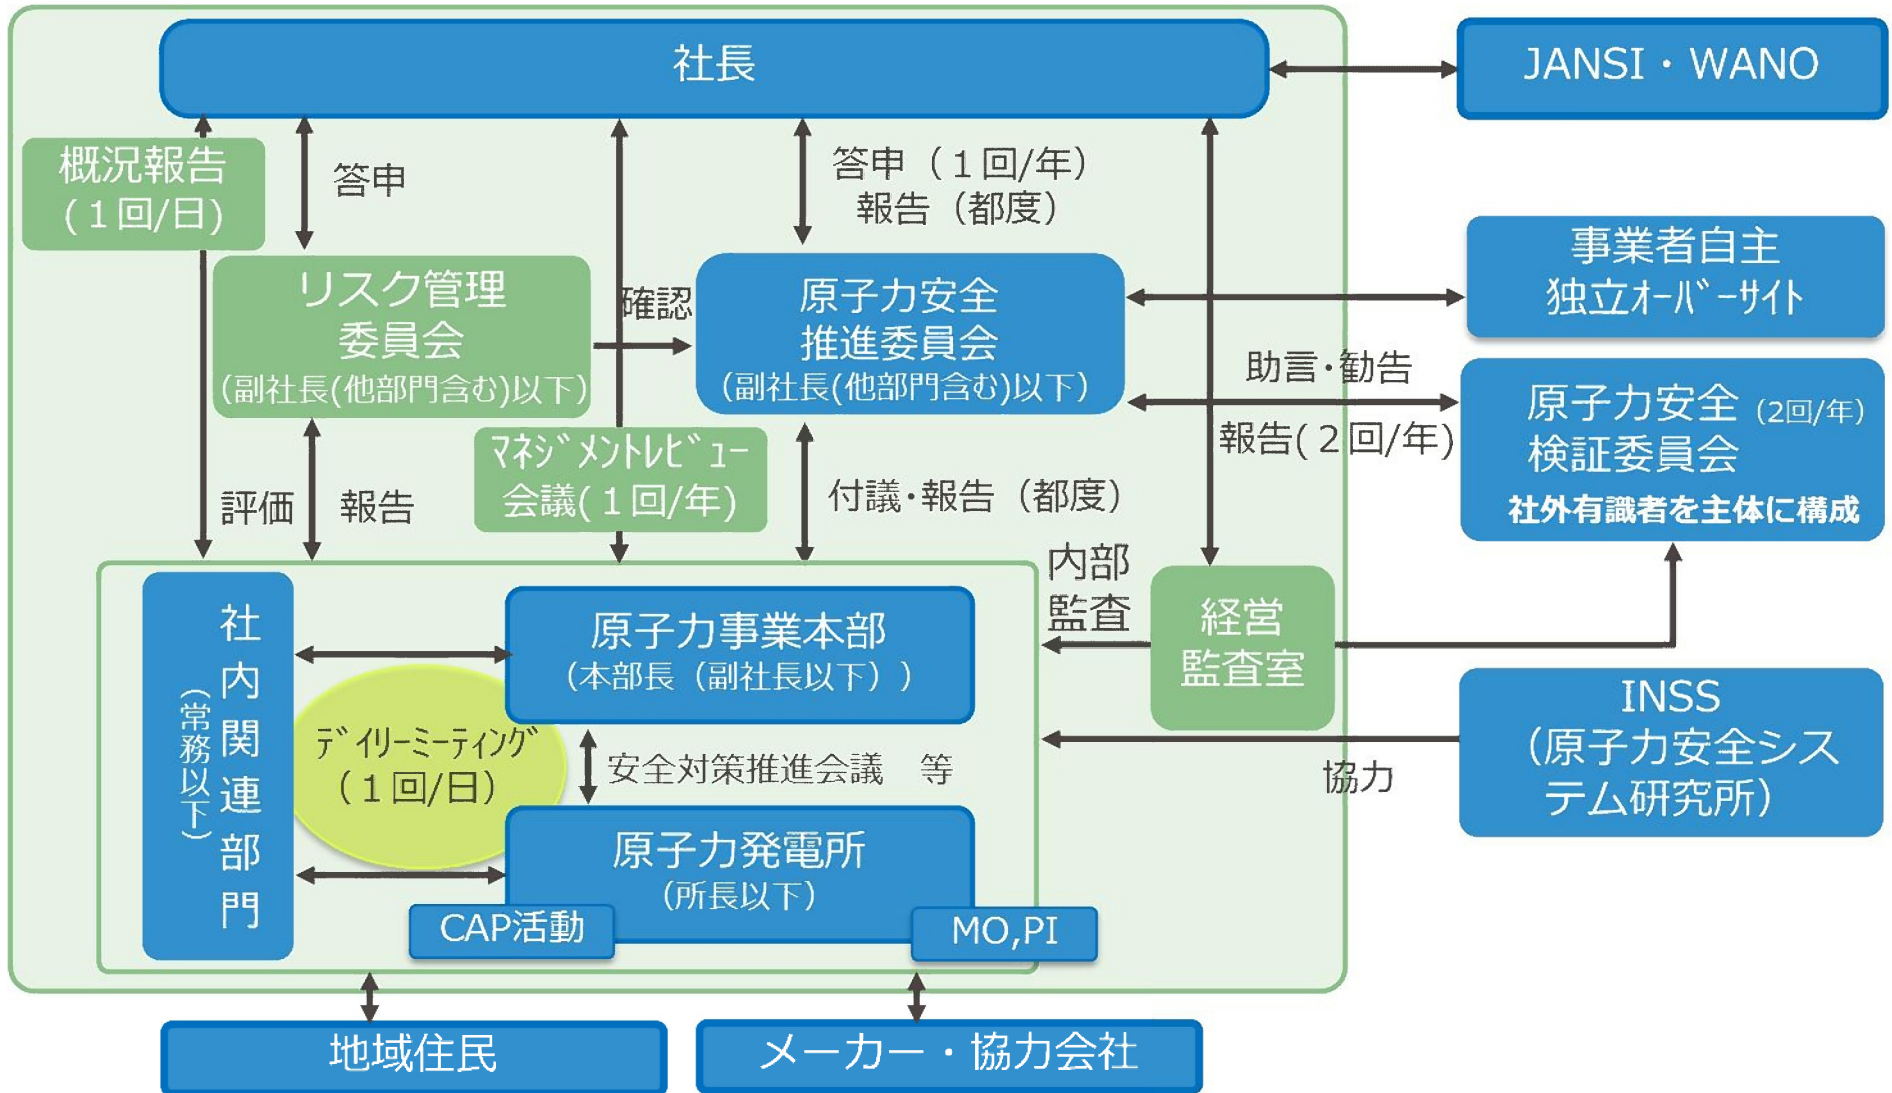 社長
JANSI・WANO
概況報告
(１回/日)
答申
答申（１回/年）
報告（都度）
リスク管理
委員会
(副社長(他部門含む)以下)
確認
原子力安全
推進委員会
(副社長(他部門含む)以下)
事業者自主
独立ｵｰﾊﾞｰｻｲﾄ
助言･勧告
報告(２回/年)
原子力安全 (2回/年)
検証委員会
社外有識者を主体に構成
評価
報告
ﾏﾈｼﾞﾒﾝﾄﾚﾋﾞｭｰ
会議(１回/年)
付議･報告（都度）
内部
監査
経営
監査室
社内関連部門
(常務以下)
原子力事業本部
(本部長（副社長以下）)
ﾃﾞｲﾘｰﾐｰﾃｨﾝｸﾞ
(１回/日)
安全対策推進会議　等
原子力発電所
(所長以下)
CAP活動
MO,PI
INSS
（原子力安全シス
テム研究所）
協力
地域住民
メーカー・協力会社